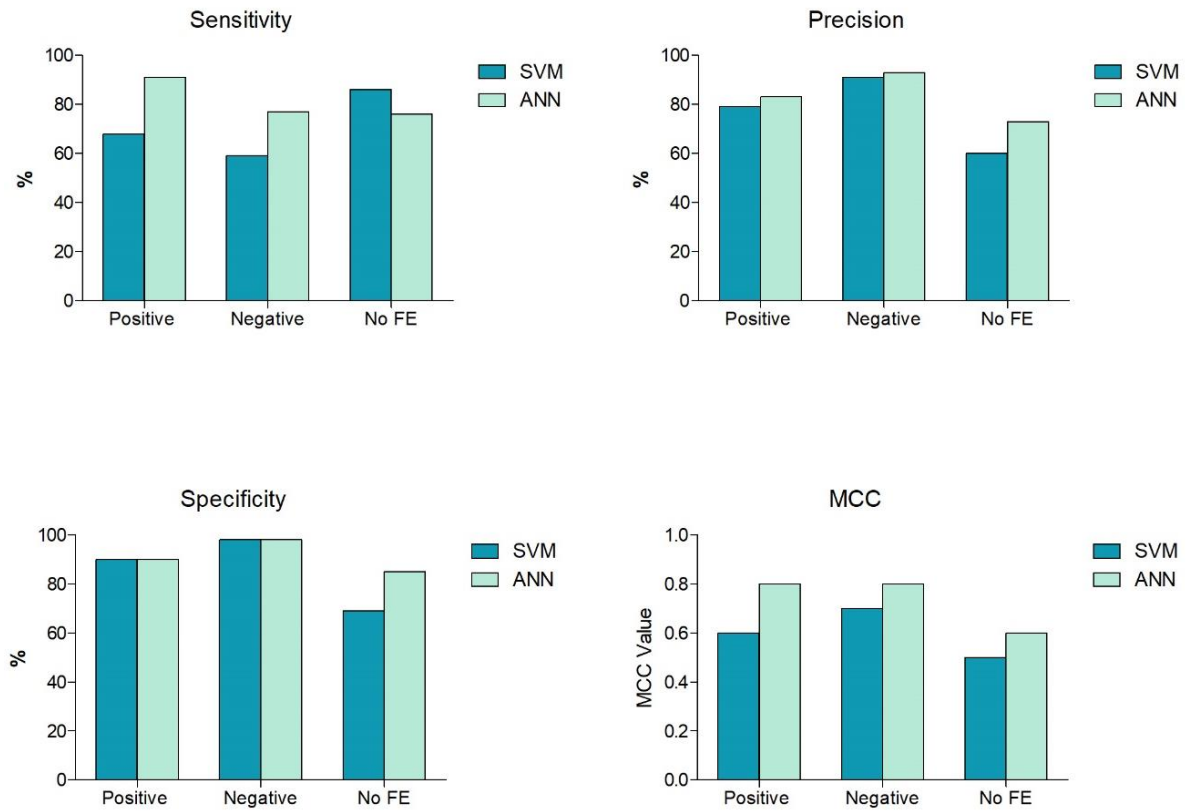 Sensitivity
100
80
60
40
20
0
%
Positive Negative No FE
SVM
ANN
Precision
100
80
60
40
20
0
%
Positive Negative No FE
SVM
ANN
Specificity
100
80
60
40
20
0
%
Positive Negative No FE
SVM
ANN
MCC
1.0
0.8
0.6
0.4
0.2
0.0
MCC Value
Positive Negative No FE
SVM
ANN